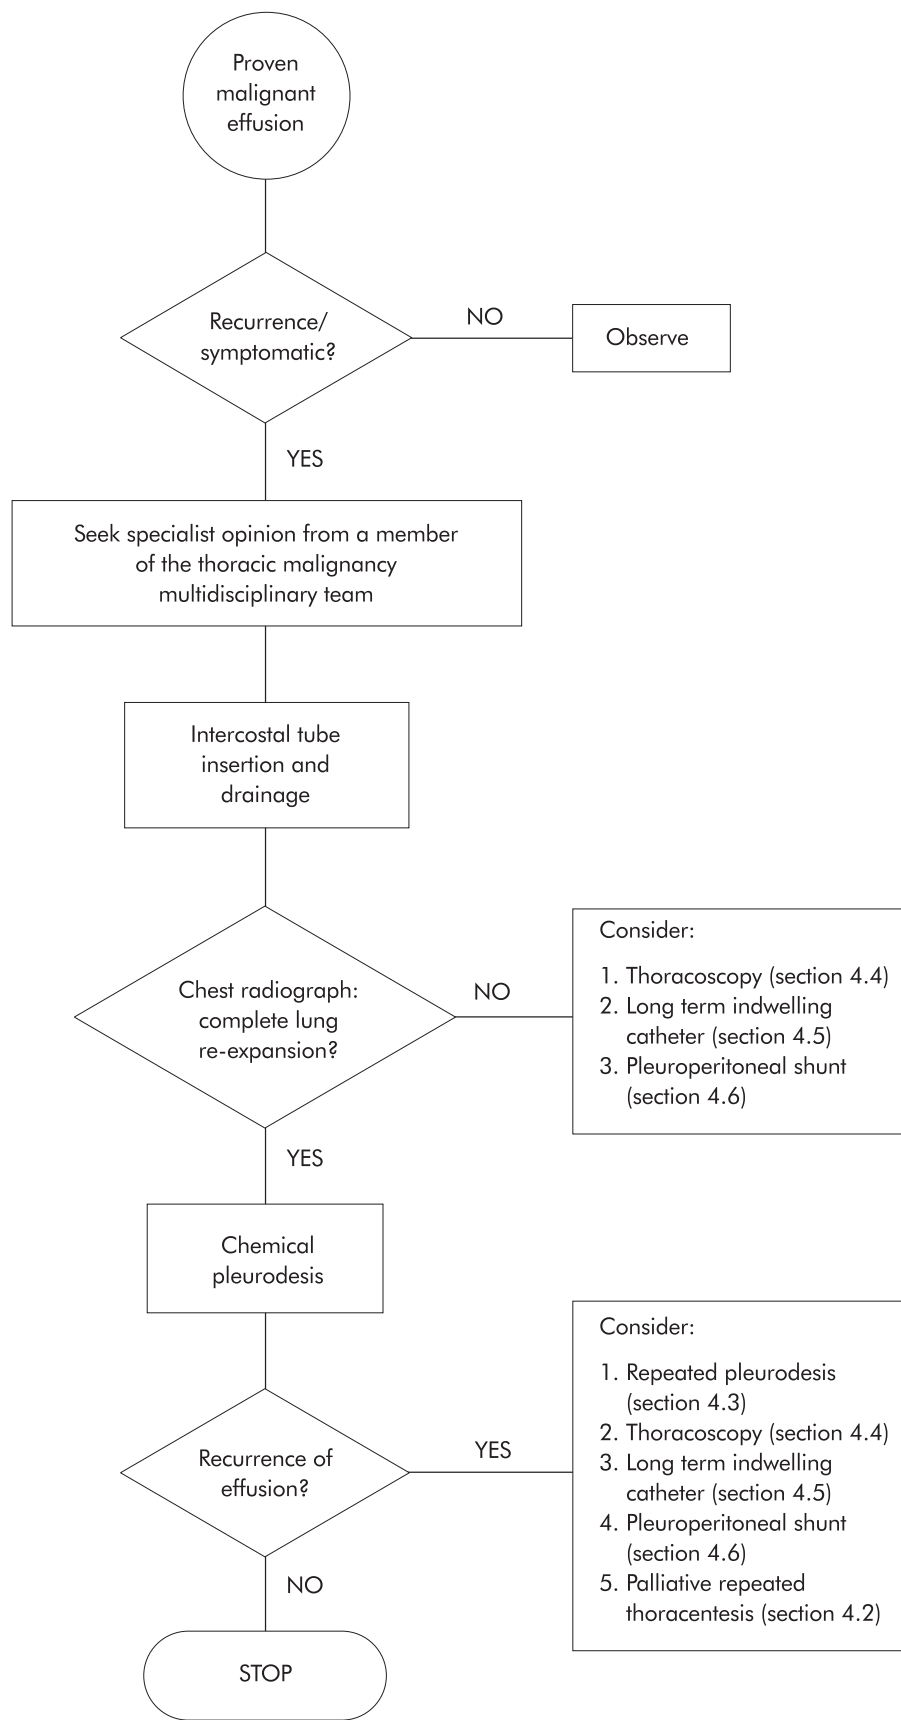 Proven
malignant
effusion
Recurrence/
symptomatic?
NO
Observe
YES
Seek specialist opinion from a member
of the thoracic malignancy
multidisciplinary team
Intercostal tube
insertion and
drainage
Chest radiograph:
complete lung
re-expansion?
NO
Consider:
1. Thoracoscopy (section 4.4)
2. Long term indwelling
catheter (section 4.5)
3. Pleuroperitoneal shunt
(section 4.6)
YES
Chemical
pleurodesis
Recurrence of
effusion?
YES
Consider:
1. Repeated pleurodesis
(section 4.3)
2. Thoracoscopy (section 4.4)
3. Long term indwelling
catheter (section 4.5)
4. Pleuroperitoneal shunt
(section 4.6)
5. Palliative repeated
thoracentesis (section 4.2)
NO
STOP